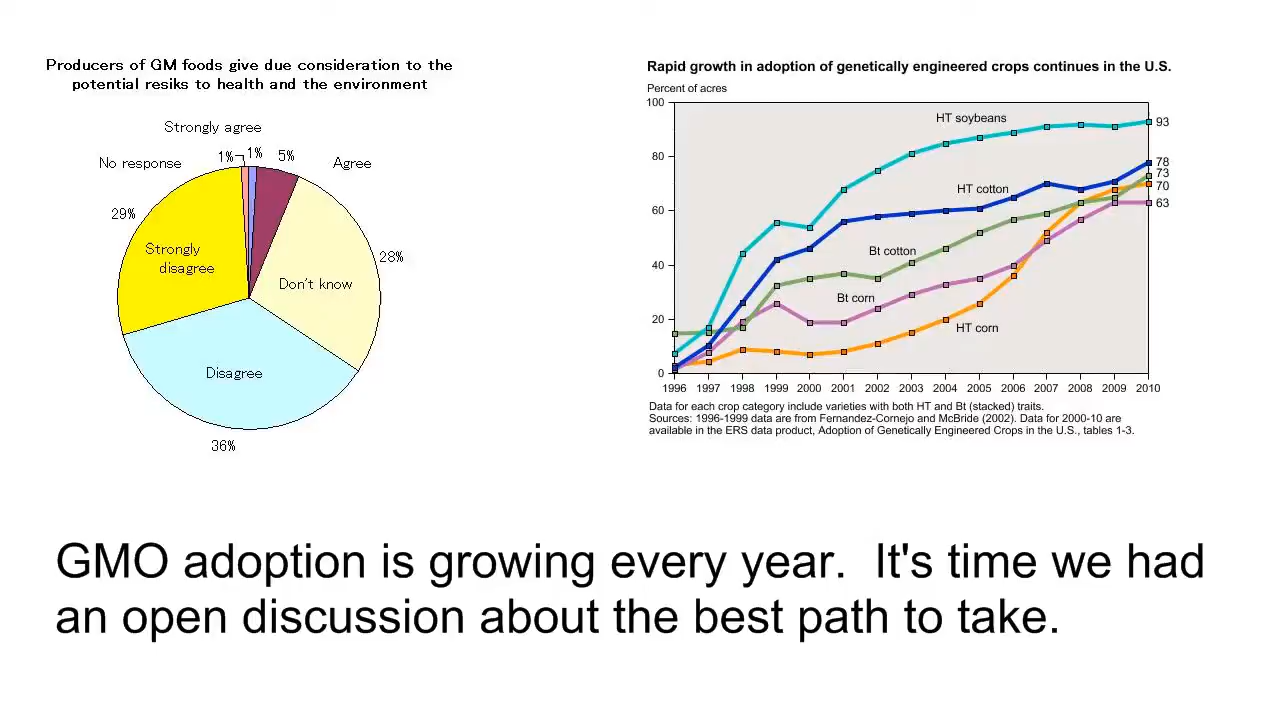 Producers of GM foods give due consideration to the
potential resiks to health and the environment
Strongly agree
1%
1%
5%
No response
Agree
29%
Strongly
disagree
28%
Don't know
Disagree
36%
Rapid growth in adoption of genetically engineered crops continues in the U.S.
Percent of acres
100
80
60
40
20
0
HT soybeans
HT cotton
Bt cotton
Bt corn
HT corn
93
78
73
70
63
1996 1997 1998 1999 2000 2001 2002 2003 2004 2005 2006 2007 2008 2009 2010
Data for each crop category include varieties with both HT and Bt (stacked) traits.
Sources: 1996-1999 data are from Fernandez-Cornejo and McBride (2002). Data for 2000-10 are
available in the ERS data product, Adoption of Genetically Engineered Crops in the U.S., tables 1-3.
GMO adoption is growing every year.  It's time we had
an open discussion about the best path to take.